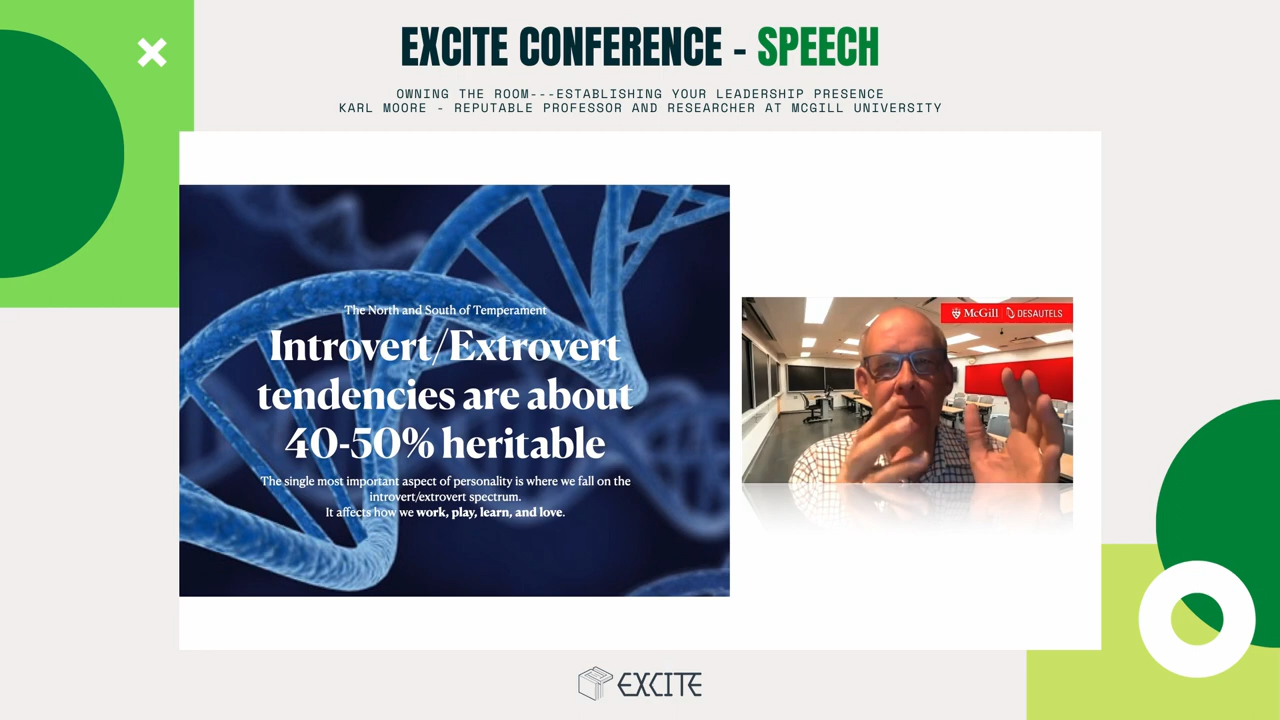 EXCITE CONFERENCE - SPEECH
OWNING THE ROOM---ESTABLISHING YOUR LEADERSHIP PRESENCE
KARL MOORE - REPUTABLE PROFESSOR AND RESEARCHER AT MCGILL UNIVERSITY
The North and South of Temperament
Introvert/Extrovert
tendencies are about
40-50% heritable
The single most important aspect of personality is where we fall on the
introvert/extrovert spectrum.
It affects how we work, play, learn, and love.
McGill DESAUTELS
EXCITE